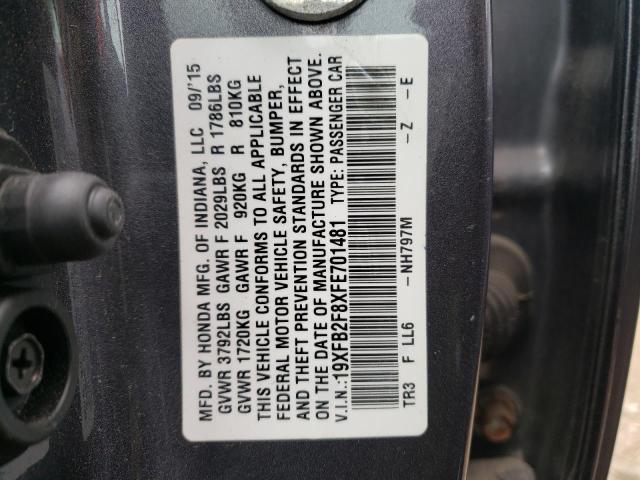 MFD. BY HONDA MFG. OF INDIANA, LLC 09/'15
GVWR 3792LBS GAWR F 2029LBS R 1786LBS
GVWR 1720KG GAWR F 920KG R 810KG
THIS VEHICLE CONFORMS TO ALL APPLICABLE
FEDERAL MOTOR VEHICLE SAFETY, BUMPER,
AND THEFT PREVENTION STANDARDS IN EFFECT
ON THE DATE OF MANUFACTURE SHOWN ABOVE.
V.I.N.:19XFB2F8XFE701481 TYPE: PASSENGER CAR
TR3 F LL6 -NH797M -Z -E